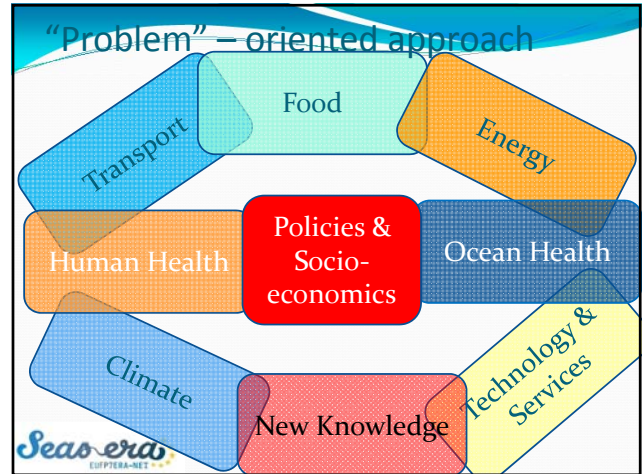 “Problem” – oriented approach
Food
Transport
Energy
Human Health
Policies &
Socio-
economics
Ocean Health
Climate
New Knowledge
Technology &
Services
Seas era
EUFP7ERA-NET